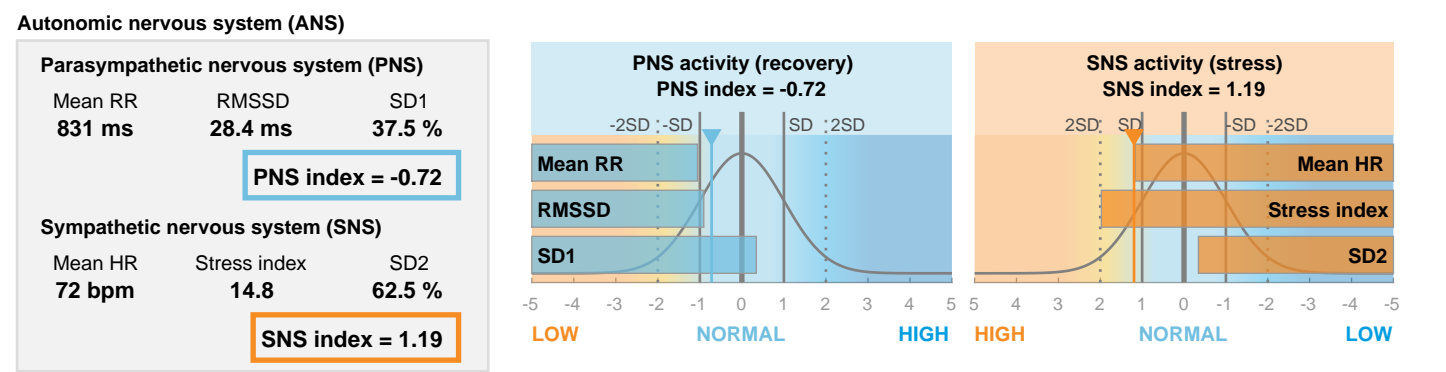 Autonomic nervous system (ANS)
Parasympathetic nervous system (PNS)
Mean RR RMSSD SD1
831 ms 28.4 ms 37.5 %
PNS index = -0.72
Sympathetic nervous system (SNS)
Mean HR Stress index SD2
72 bpm 14.8 62.5 %
SNS index = 1.19
PNS activity (recovery)
PNS index = -0.72
-2SD -SD SD 2SD
Mean RR
RMSSD
SD1
-5 -4 -3 -2 -1 0 1 2 3 4 5
LOW NORMAL HIGH
SNS activity (stress)
SNS index = 1.19
2SD SD -SD -2SD
Mean HR
Stress index
SD2
5 4 3 2 1 0 -1 -2 -3 -4 -5
HIGH NORMAL LOW